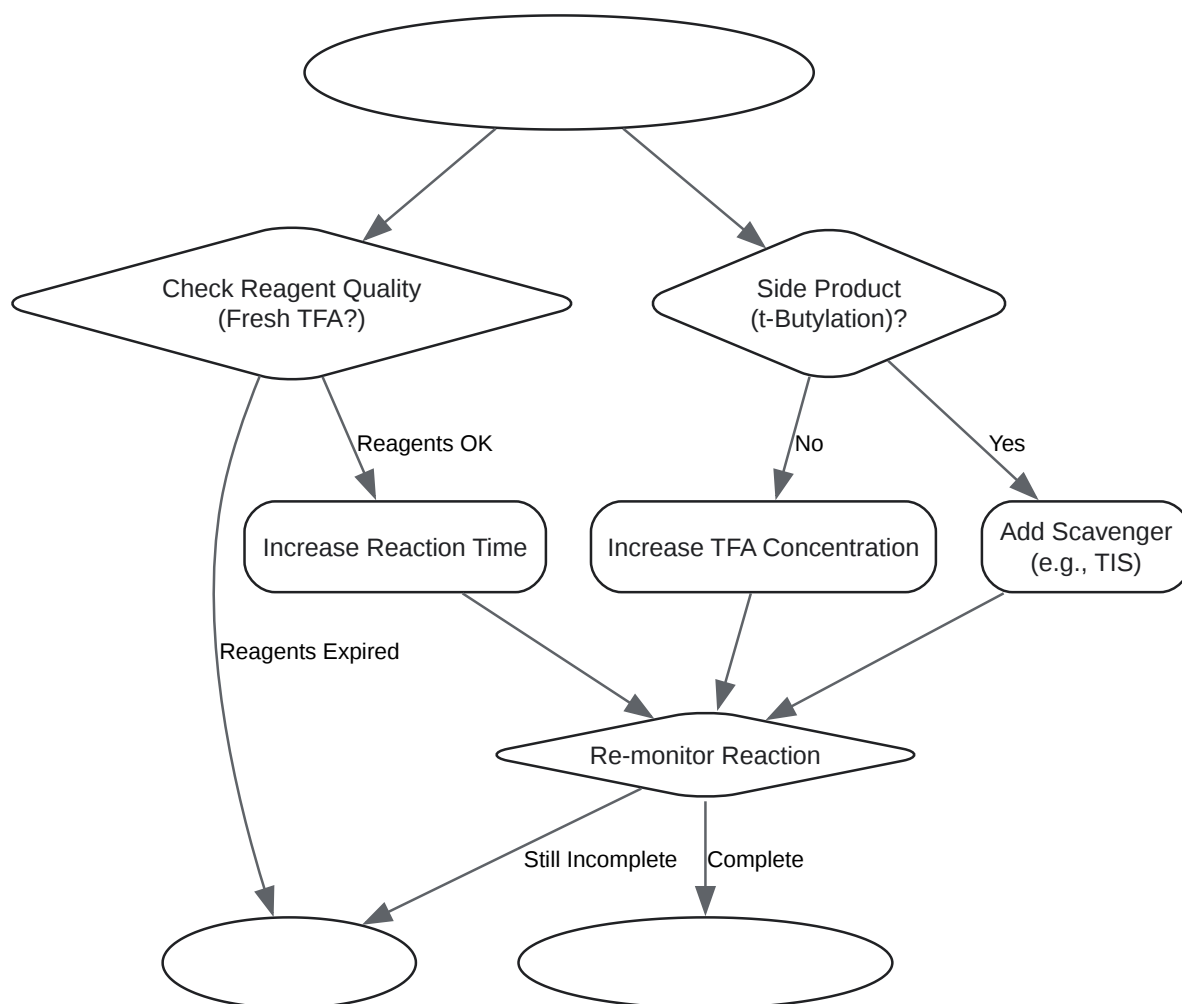 Check Reagent Quality
(Fresh TFA?)
Side Product
(t-Butylation)?
Reagents OK
No
Yes
Increase Reaction Time
Increase TFA Concentration
Add Scavenger
(e.g., TIS)
Reagents Expired
Re-monitor Reaction
Still Incomplete
Complete